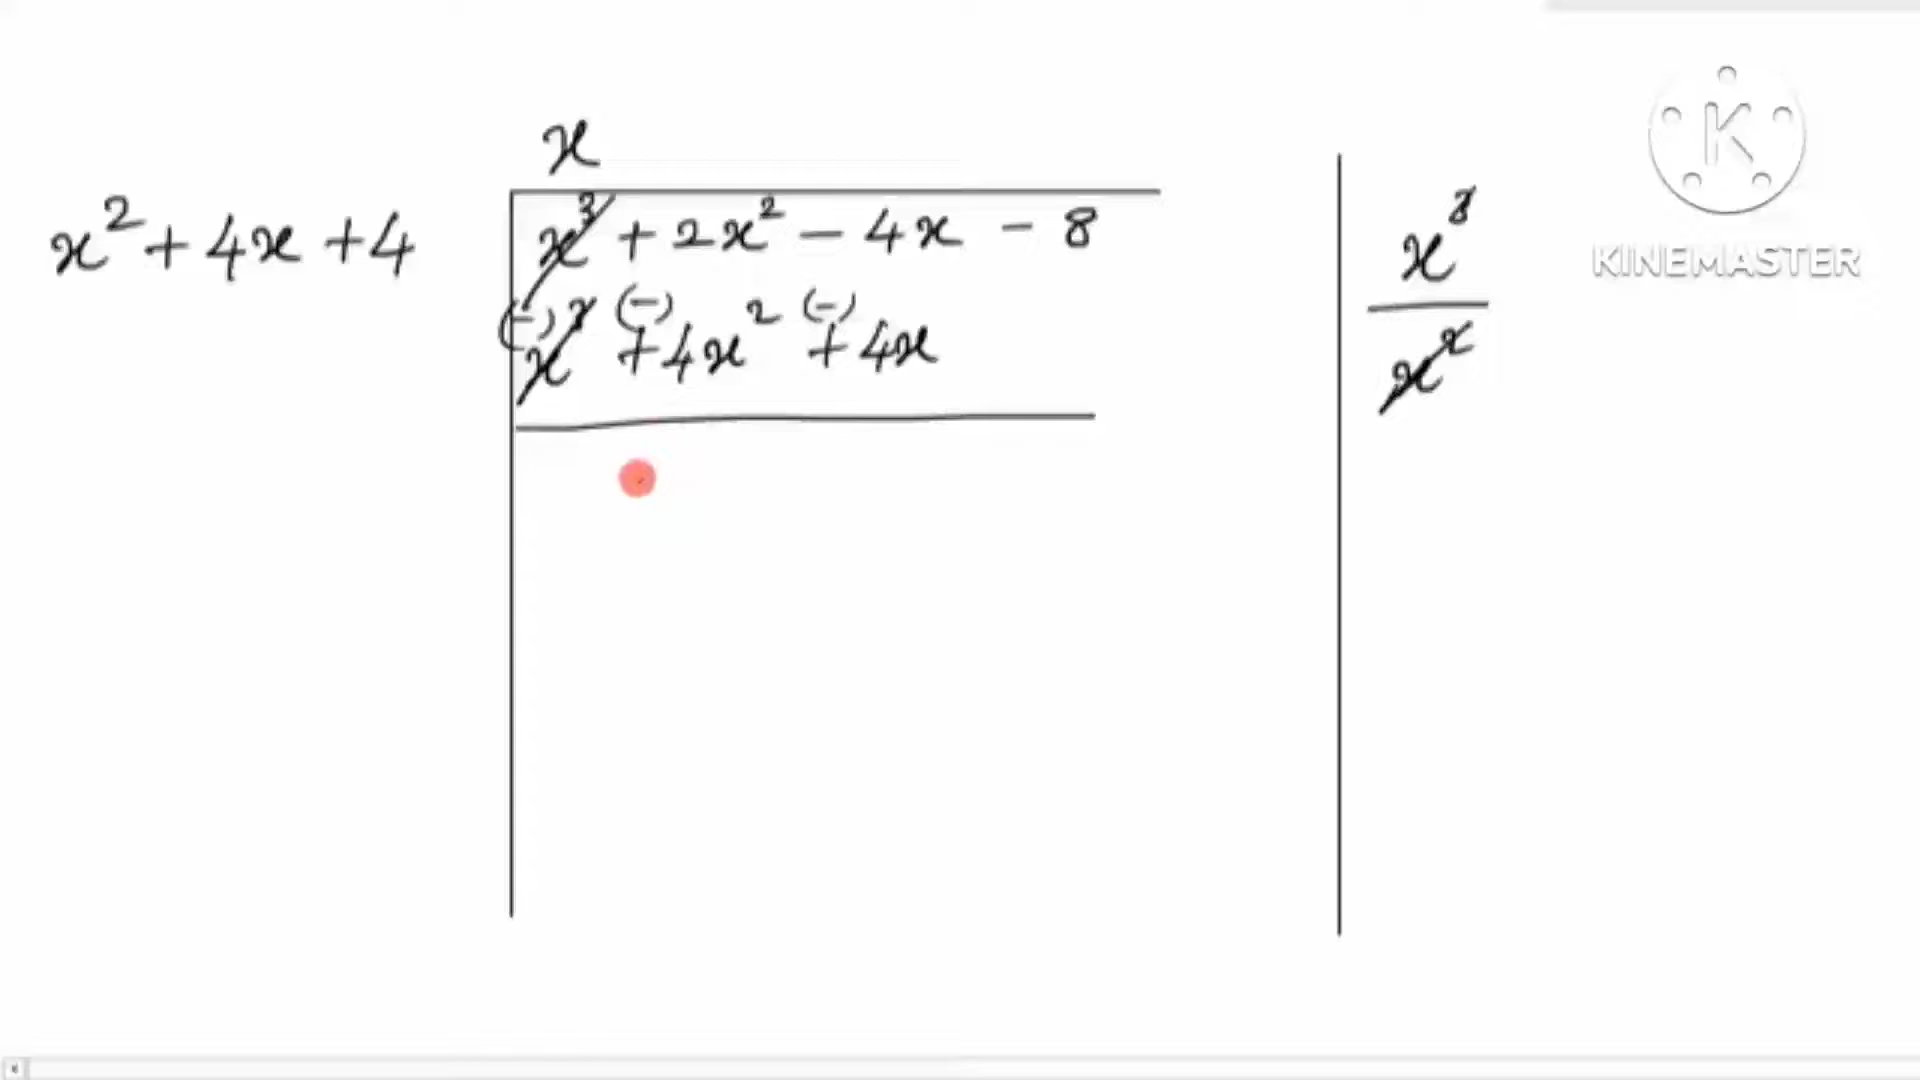 x
x² + 4x + 4
x³ + 2x² - 4x - 8
(-) (-) (-)
x³ + 4x² + 4x
x³
x²
K
KINEMASTER